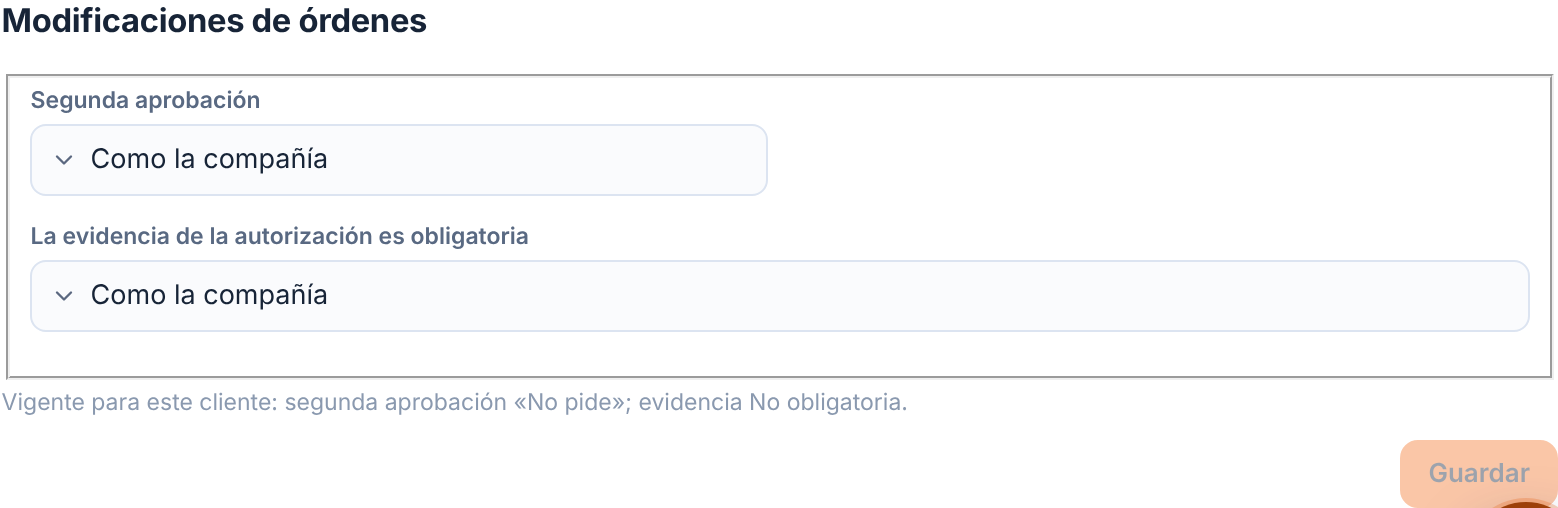 Modificaciones de órdenes
Segunda aprobación
Como la compañía
La evidencia de la autorización es obligatoria
Como la compañía
Vigente para este cliente: segunda aprobación «No pide»; evidencia No obligatoria.
Guardar